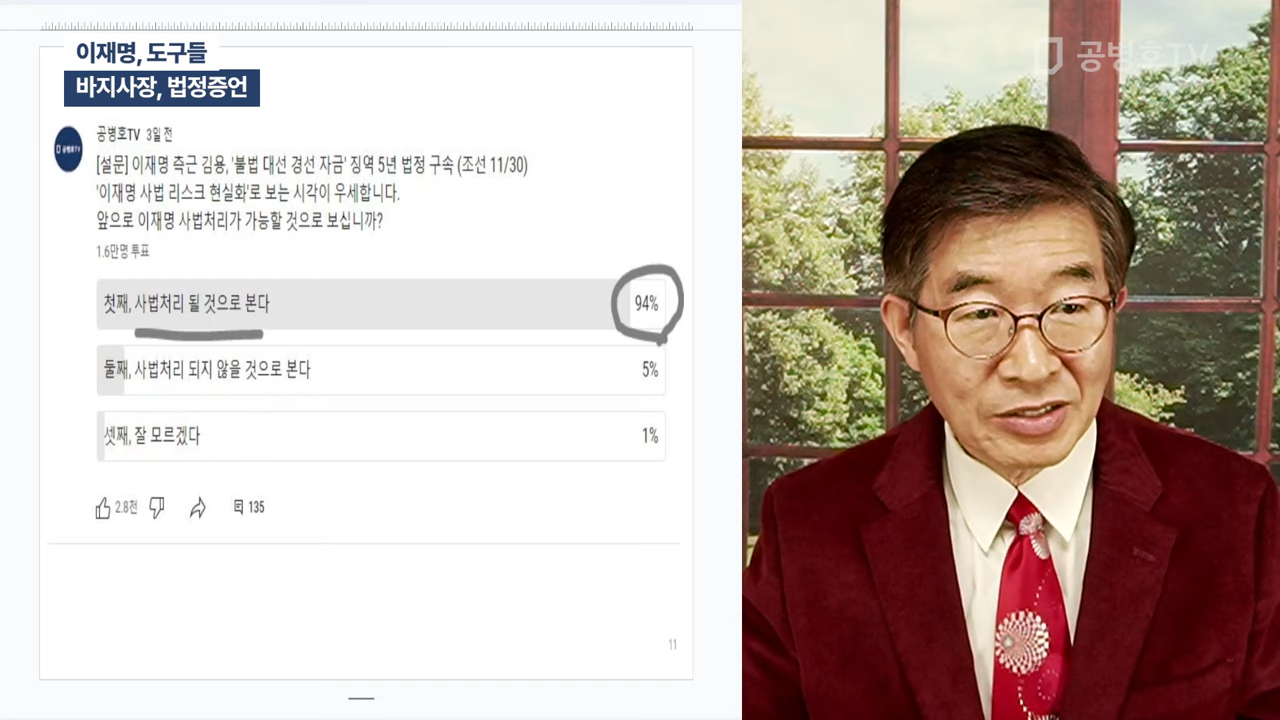 이재명, 도구들
바지사장, 법정증언
공병호TV
공병호TV 3일 전
[설문] 이재명 측근 김용, '불법 대선 경선 자금' 징역 5년 법정 구속 (조선 11/30)
'이재명 사법 리스크 현실화'로 보는 시각이 우세합니다.
앞으로 이재명 사법처리가 가능할 것으로 보십니까?
1.6만명 투표
첫째, 사법처리 될 것으로 본다 94%
둘째, 사법처리 되지 않을 것으로 본다 5%
셋째, 잘 모르겠다 1%
2.8천 135
11
공병호TV